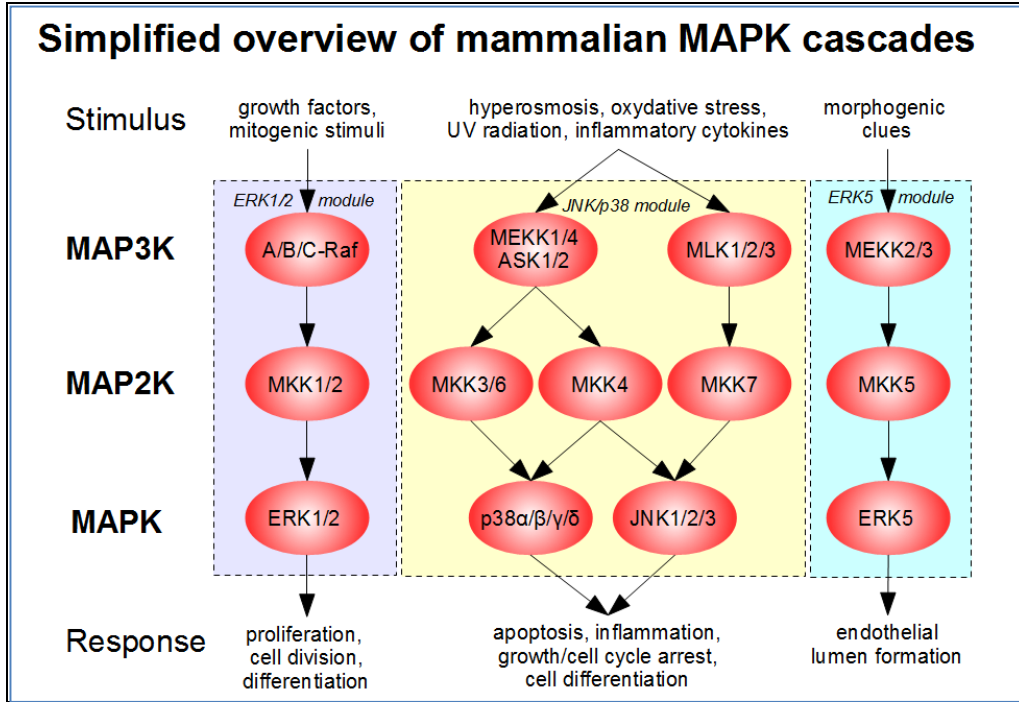 Simplified overview of mammalian MAPK cascades
Stimulus
growth factors,
mitogenic stimuli
hyperosmosis, oxydative stress,
UV radiation, inflammatory cytokines
morphogenic
clues
ERK1/2 module
JNK/p38 module
ERK5 module
MAP3K
A/B/C-Raf
MEKK1/4
ASK1/2
MLK1/2/3
MEKK2/3
MAP2K
MKK1/2
MKK3/6
MKK4
MKK7
MKK5
MAPK
ERK1/2
p38α/β/γ/δ
JNK1/2/3
ERK5
Response
proliferation,
cell division,
differentiation
apoptosis, inflammation,
growth/cell cycle arrest,
cell differentiation
endothelial
lumen formation